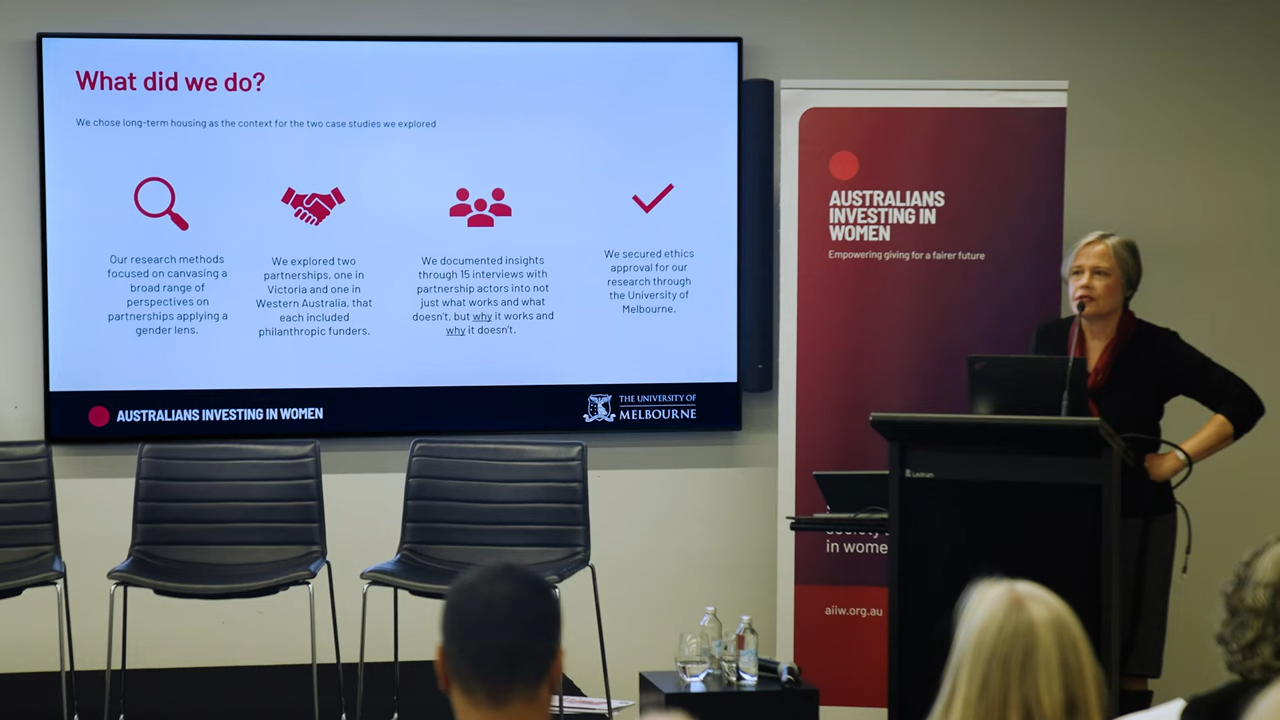 What did we do?
We chose long-term housing as the context for the two case studies we explored
Our research methods
focused on canvasing a
broad range of
perspectives on
partnerships applying a
gender lens.
We explored two
partnerships, one in
Victoria and one in
Western Australia, that
each included
philanthropic funders.
We documented insights
through 15 interviews with
partnership actors into not
just what works and what
doesn't, but why it works and
why it doesn't.
We secured ethics
approval for our
research through
the University of
Melbourne.
AUSTRALIANS INVESTING IN WOMEN
THE UNIVERSITY OF
MELBOURNE
AUSTRALIANS
INVESTING IN
WOMEN
Empowering giving for a fairer future
in wome
aiiw.org.au